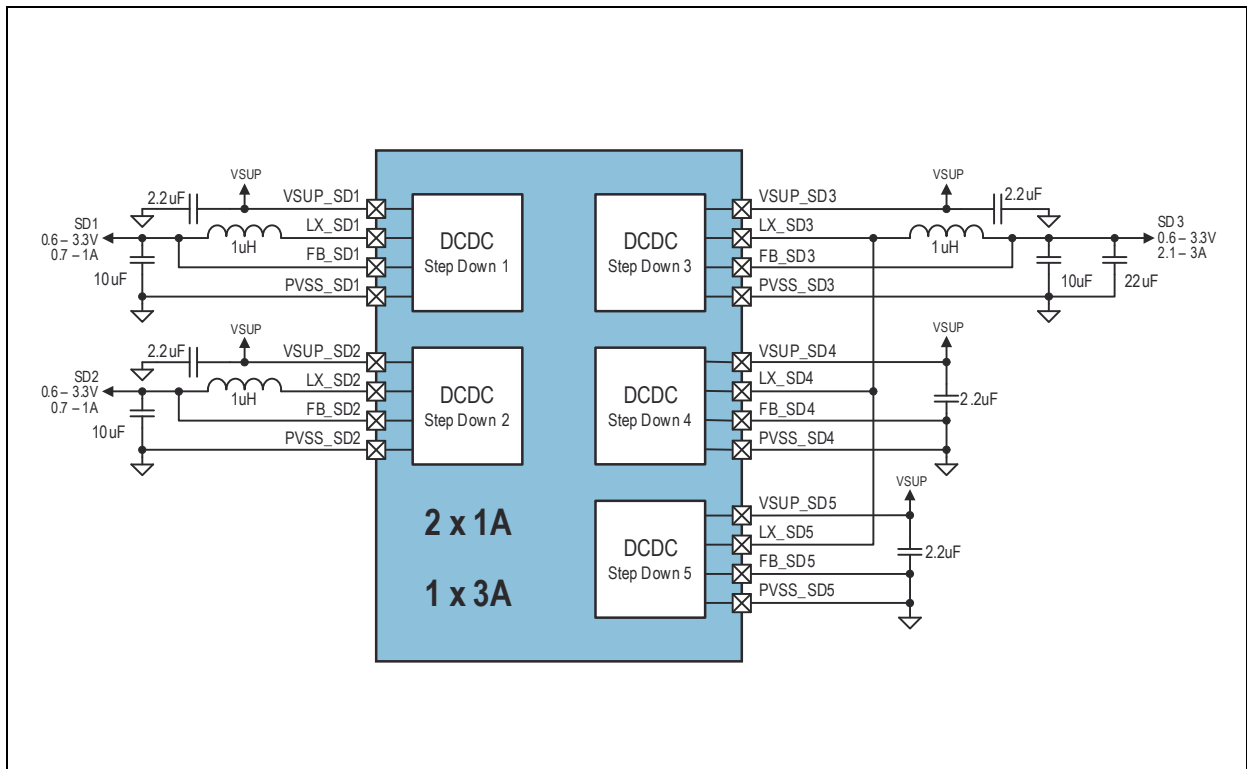 VSUP
2.2uF
VSUP_SD1
SD1
0.6 – 3.3V
0.7 – 1A
1uH
LX_SD1
FB_SD1
10uF
PVSS_SD1
DCDC
Step Down 1
VSUP
2.2uF
VSUP_SD2
SD2
0.6 – 3.3V
0.7 – 1A
1uH
LX_SD2
FB_SD2
10uF
PVSS_SD2
DCDC
Step Down 2
2 x 1A
1 x 3A
DCDC
Step Down 3
VSUP_SD3
VSUP
2.2uF
LX_SD3
1uH
SD3
0.6 – 3.3V
2.1 – 3A
FB_SD3
10uF
22uF
PVSS_SD3
DCDC
Step Down 4
VSUP
VSUP_SD4
LX_SD4
2.2uF
FB_SD4
PVSS_SD4
DCDC
Step Down 5
VSUP
VSUP_SD5
LX_SD5
2.2uF
FB_SD5
PVSS_SD5